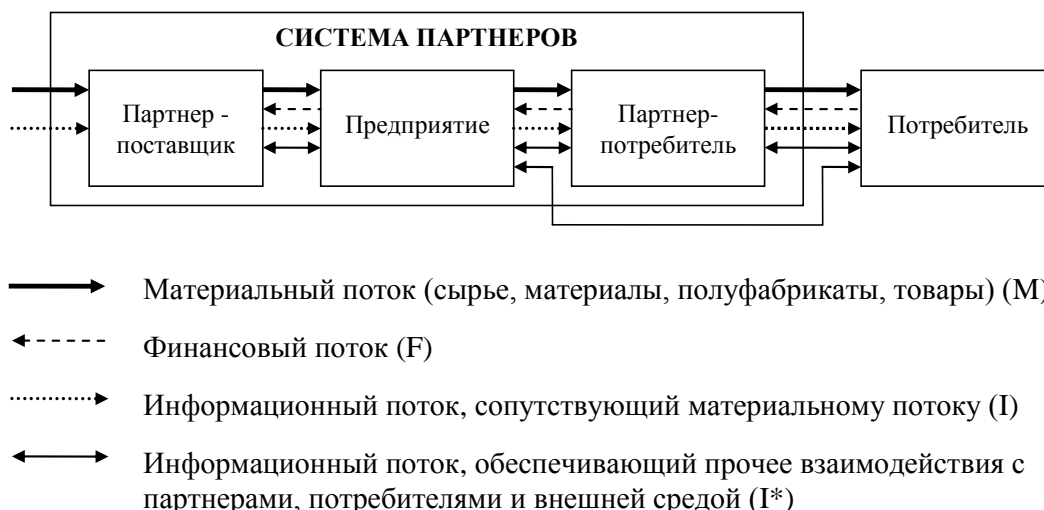 СИСТЕМА ПАРТНЕРОВ
Партнер -
поставщик
Предприятие
Партнер-
потребитель
Потребитель
Материальный поток (сырье, материалы, полуфабрикаты, товары) (М)
Финансовый поток (F)
Информационный поток, сопутствующий материальному потоку (I)
Информационный поток, обеспечивающий прочее взаимодействия с
партнерами, потребителями и внешней средой (I*)